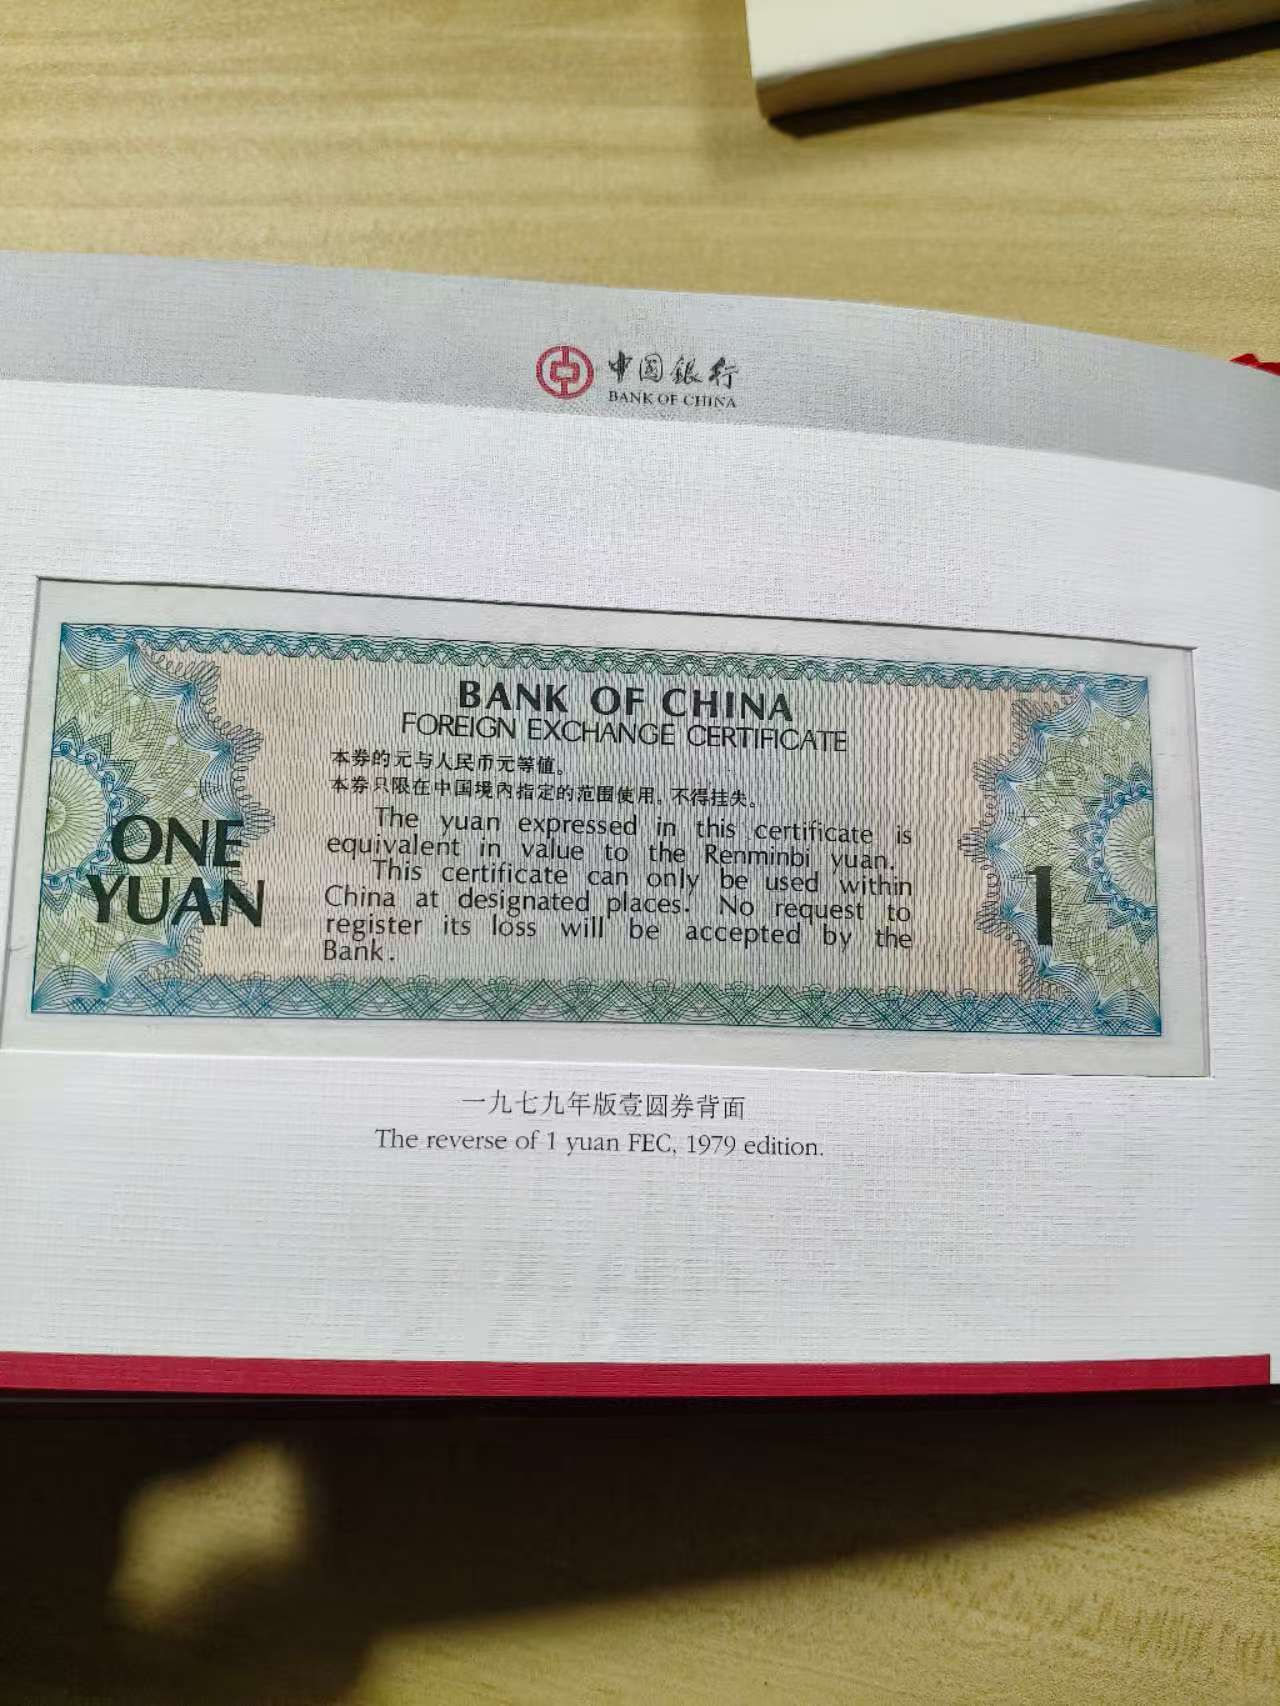 中国銀行
BANK OF CHINA
BANK OF CHINA
FOREIGN EXCHANGE CERTIFICATE
本券的元与人民币元等值。
本券只限在中国境内指定的范围使用，不得挂失。
The yuan expressed in this certificate is
equivalent in value to the Renminbi yuan.
This certificate can only be used within
China at designated places. No request to
register its loss will be accepted by the
Bank.
ONE
YUAN
1
一九七九年版壹圆券背面
The reverse of 1 yuan FEC, 1979 edition.